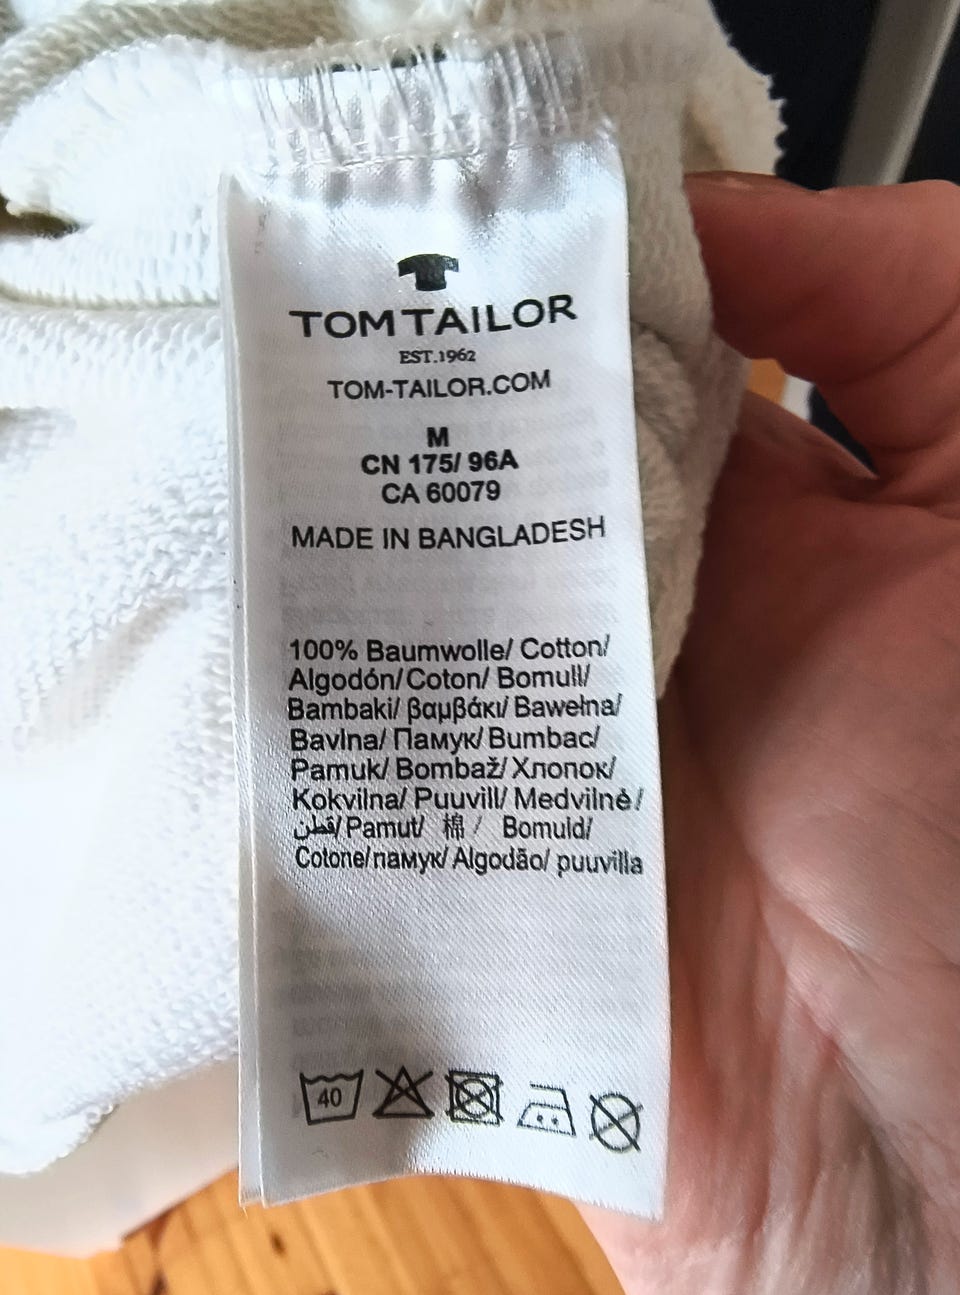 TOM TAILOR
EST.1962
TOM-TAILOR.COM
M
CN 175/ 96A
CA 60079
MADE IN BANGLADESH
100% Baumwolle/ Cotton/
Algodón/ Coton/ Bomull/
Bambaki/ βαμβάκι/ Bawełna/
Bavlna/ Памук/ Bumbac/
Pamuk/ Bombaž/ Хлопок/
Kokvilna/ Puuvill/ Medvilnė/
قطن/ Pamut/ 棉 / Bomuld/
Cotone/ памук/ Algodão/ puuvilla
40